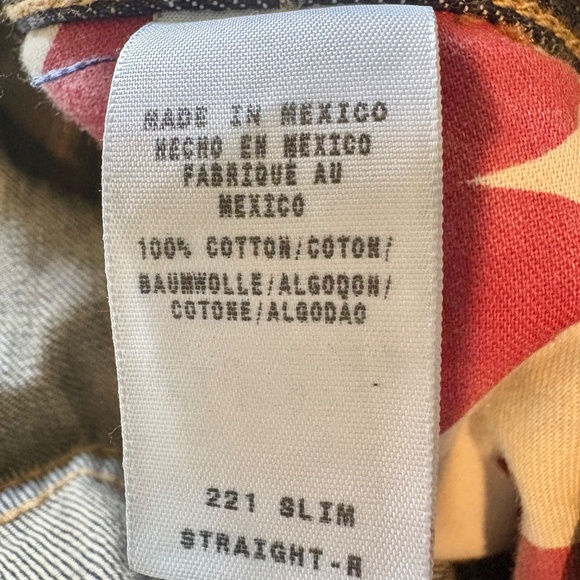 MADE IN MEXICO
HECHO EN MEXICO
FABRIQUÉ AU
MEXICO
100% COTTON/COTON/
BAUMWOLLE/ALGODON/
COTONE/ALGODAO
221 SLIM
STRAIGHT-R